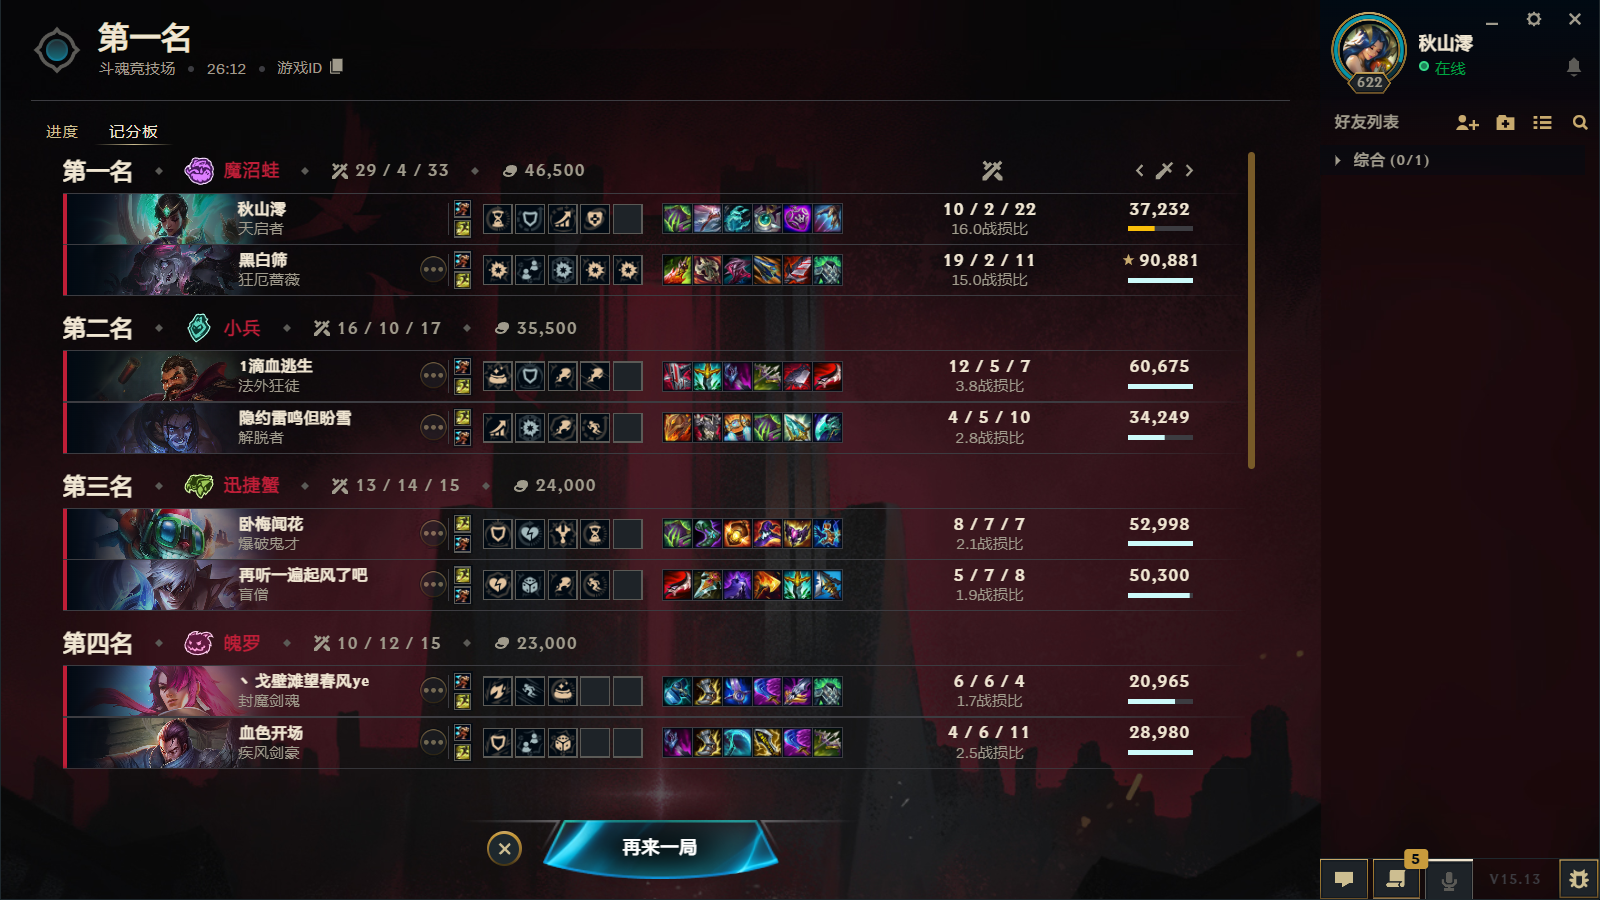 第一名
斗魂竞技场 • 26:12 • 游戏ID
秋山澪
622
在线
好友列表
综合 (0/1)
进度 记分板
第一名 魔沼蛙 29 / 4 / 33 46,500
秋山澪 10 / 2 / 22 37,232
天启者 16.0战损比
黑白筛 19 / 2 / 11 90,881
狂厄蔷薇 15.0战损比
第二名 小兵 16 / 10 / 17 35,500
1滴血逃生 12 / 5 / 7 60,675
法外狂徒 3.8战损比
隐约雷鸣但盼雪 4 / 5 / 10 34,249
解脱者 2.8战损比
第三名 迅捷蟹 13 / 14 / 15 24,000
卧梅闻花 8 / 7 / 7 52,998
爆破鬼才 2.1战损比
再听一遍起风了吧 5 / 7 / 8 50,300
盲僧 1.9战损比
第四名 魄罗 10 / 12 / 15 23,000
丶戈壁滩望春风ye 6 / 6 / 4 20,965
封魔剑魂 1.7战损比
血色开场 4 / 6 / 11 28,980
疾风剑豪 2.5战损比
再来一局
5
V15.13